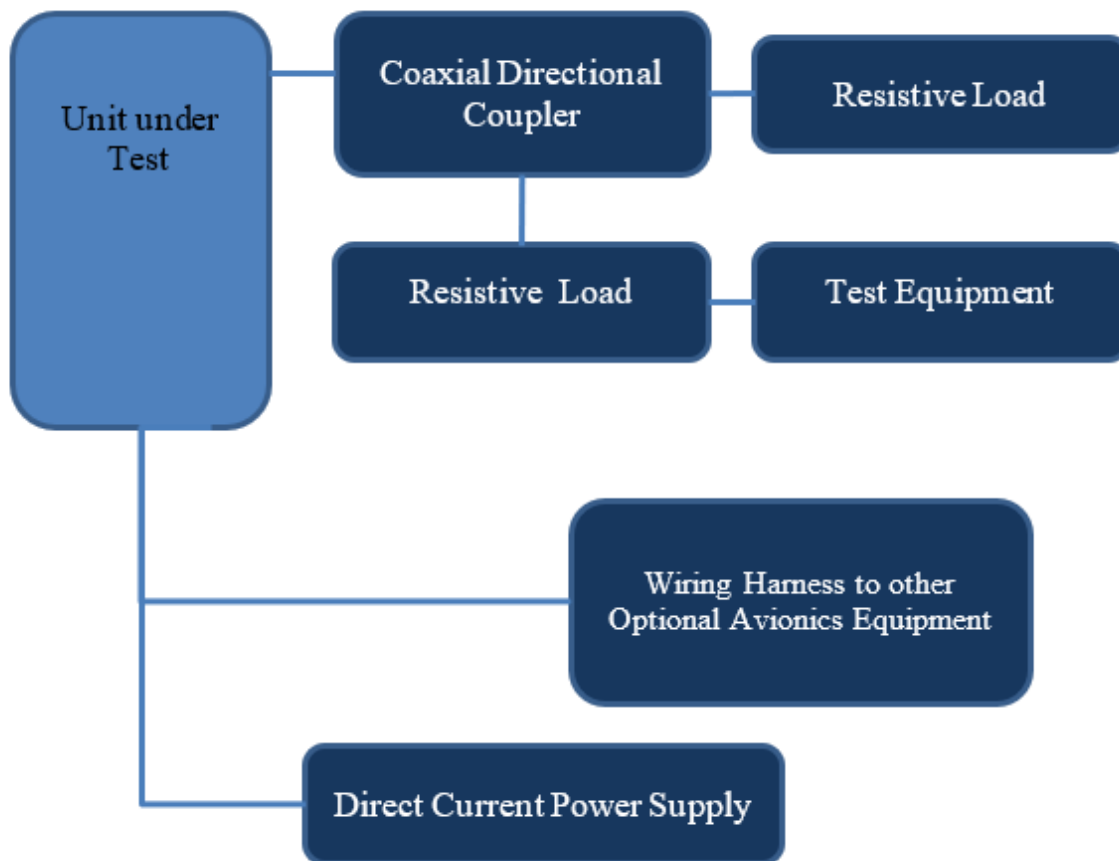 Unit under
Test
Coaxial Directional
Coupler
Resistive Load
Resistive Load
Test Equipment
Wiring Harness to other
Optional Avionics Equipment
Direct Current Power Supply